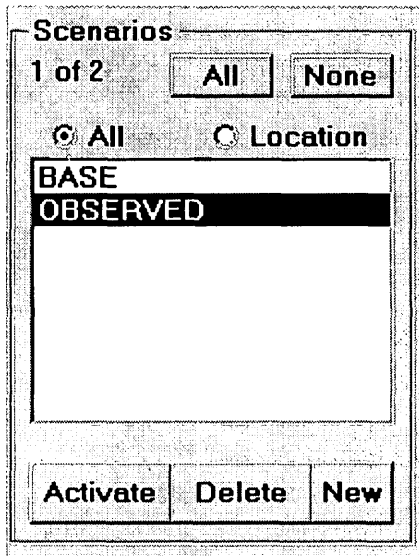 Scenarios
1 of 2 All None
All Location
BASE
OBSERVED
Activate Delete New